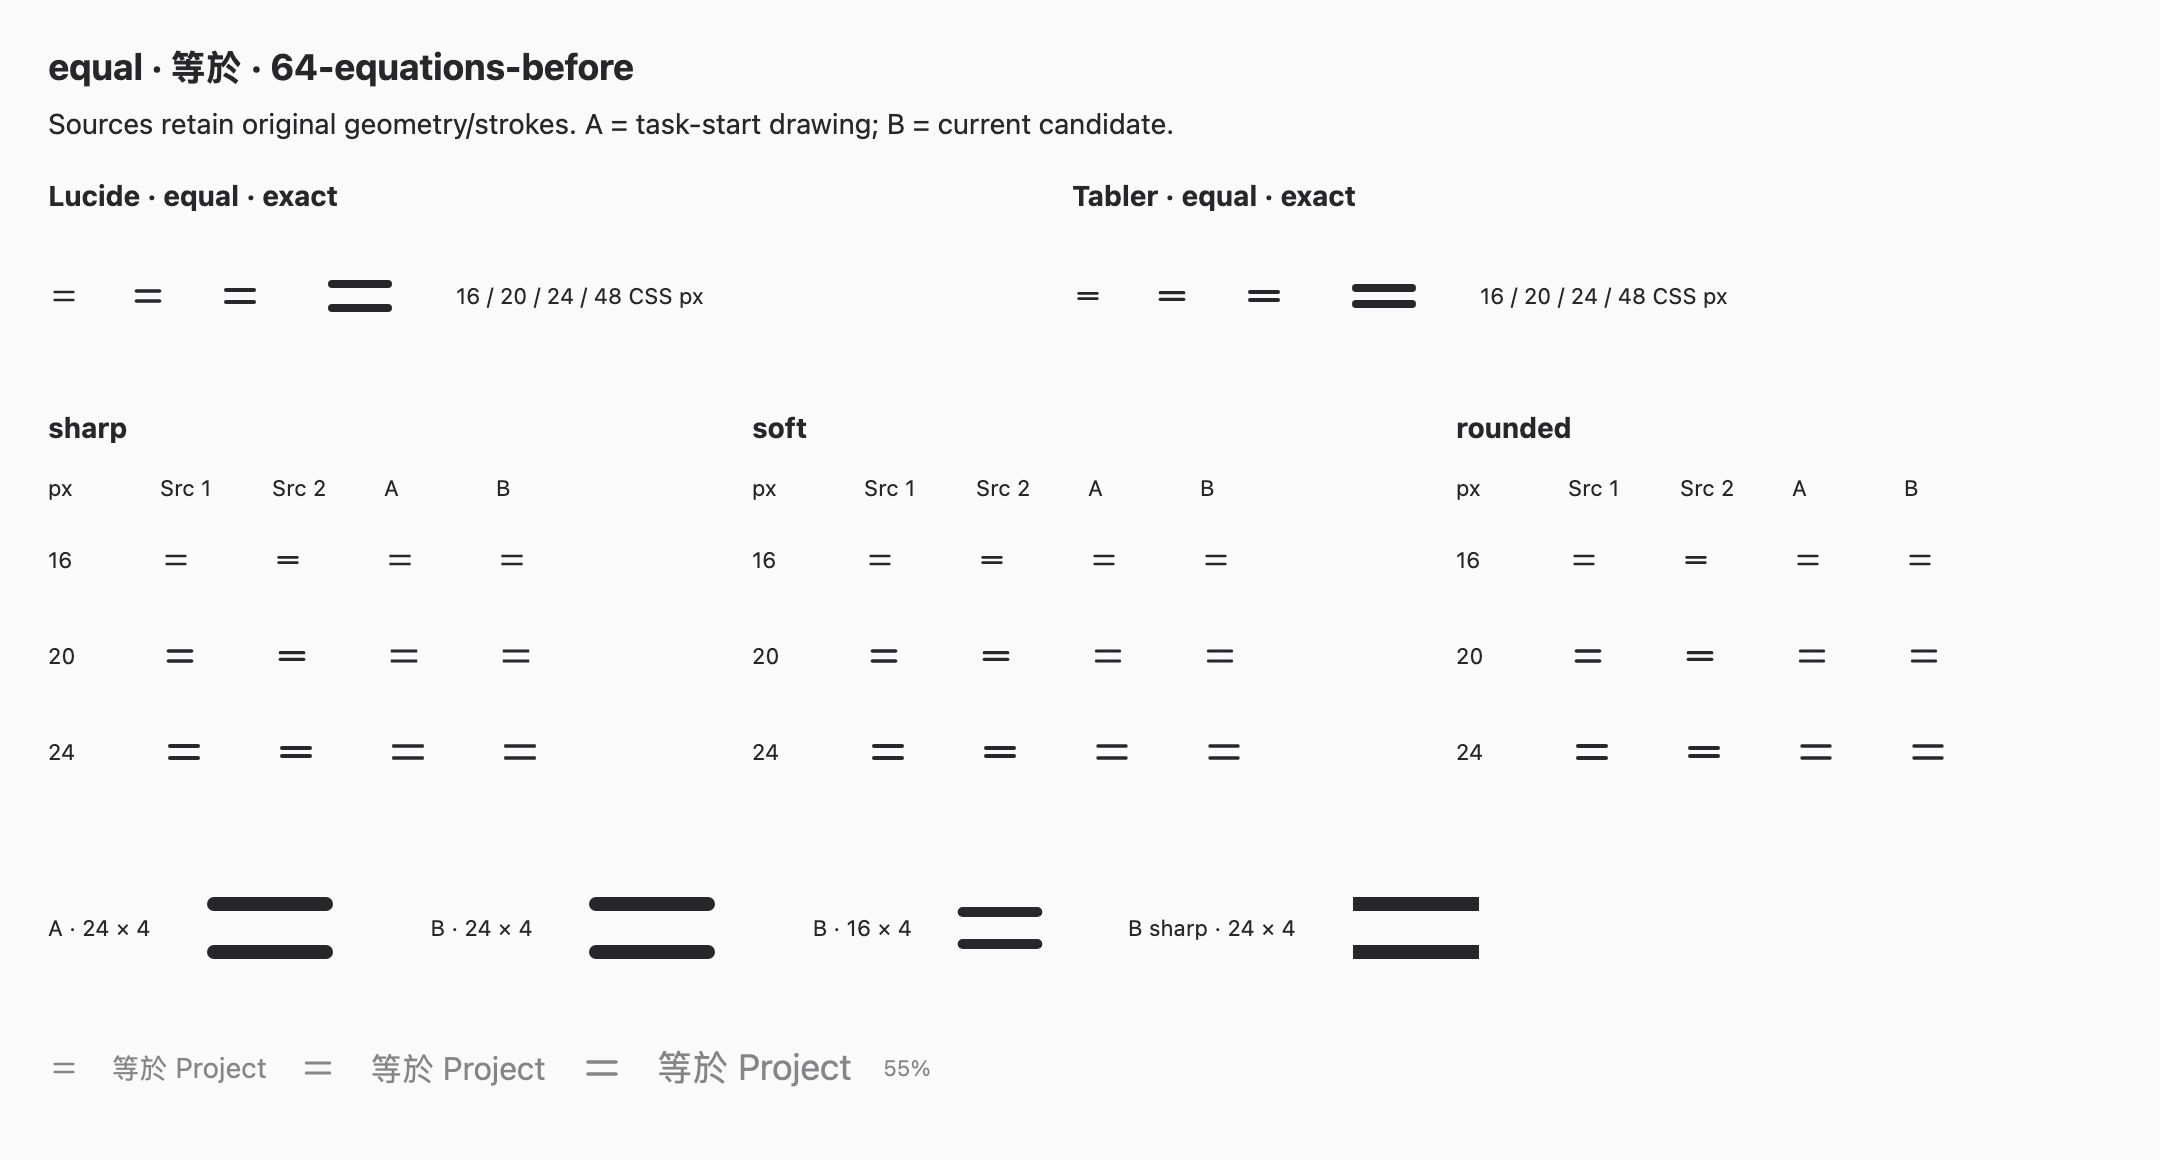 equal · 等於 · 64-equations-before
Sources retain original geometry/strokes. A = task-start drawing; B = current candidate.
Lucide · equal · exact
16 / 20 / 24 / 48 CSS px
Tabler · equal · exact
16 / 20 / 24 / 48 CSS px
sharp
px Src 1 Src 2 A B
16
20
24
soft
px Src 1 Src 2 A B
16
20
24
rounded
px Src 1 Src 2 A B
16
20
24
A · 24 × 4
B · 24 × 4
B · 16 × 4
B sharp · 24 × 4
等於 Project 等於 Project 等於 Project 55%